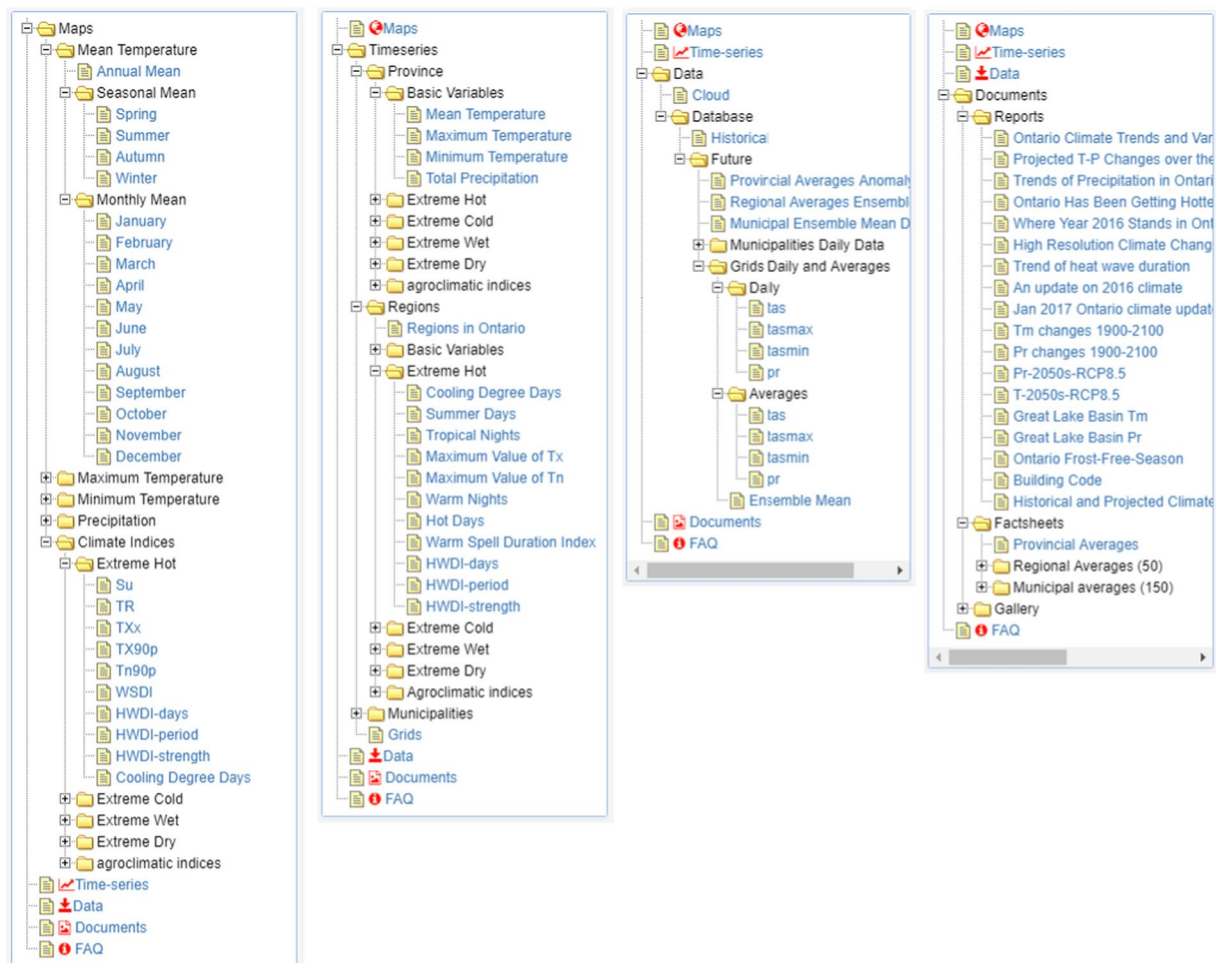 Maps
Mean Temperature
Annual Mean
Seasonal Mean
Spring
Summer
Autumn
Winter
Monthly Mean
January
February
March
April
May
June
July
August
September
October
November
December
Maximum Temperature
Minimum Temperature
Precipitation
Climate Indices
Extreme Hot
Su
TR
TXx
TX90p
Tn90p
WSDI
HWDI-days
HWDI-period
HWDI-strength
Cooling Degree Days
Extreme Cold
Extreme Wet
Extreme Dry
agroclimatic indices
Time-series
Data
Documents
FAQ
Maps
Timeseries
Province
Basic Variables
Mean Temperature
Maximum Temperature
Minimum Temperature
Total Precipitation
Extreme Hot
Extreme Cold
Extreme Wet
Extreme Dry
agroclimatic indices
Regions
Regions in Ontario
Basic Variables
Extreme Hot
Cooling Degree Days
Summer Days
Tropical Nights
Maximum Value of Tx
Maximum Value of Tn
Warm Nights
Hot Days
Warm Spell Duration Index
HWDI-days
HWDI-period
HWDI-strength
Extreme Cold
Extreme Wet
Extreme Dry
Agroclimatic indices
Municipalities
Grids
Data
Documents
FAQ
Maps
Time-series
Data
Cloud
Database
Historical
Future
Provircial Averages Anomaly
Regional Averages Ensembl
Municipal Ensemble Mean D
Municipalities Daily Data
Grids Daily and Averages
Daily
tas
tasmax
tasmin
pr
Averages
tas
tasmax
tasmin
pr
Ensemble Mean
Documents
FAQ
Maps
Time-series
Data
Documents
Reports
Ontario Climate Trends and Var
Projected T-P Changes over the
Trends of Precipitation in Ontari
Ontario Has Been Getting Hotte
Where Year 2016 Stands in Ont
High Resolution Climate Chang
Trend of heat wave duration
An update on 2016 climate
Jan 2017 Ontario climate updat
Tm changes 1900-2100
Pr changes 1900-2100
Pr-2050s-RCP8.5
T-2050s-RCP8.5
Great Lake Basin Tm
Great Lake Basin Pr
Ontario Frost-Free-Season
Building Code
Historical and Projected Climate
Factsheets
Provincial Averages
Regional Averages (50)
Municipal averages (150)
Gallery
FAQ